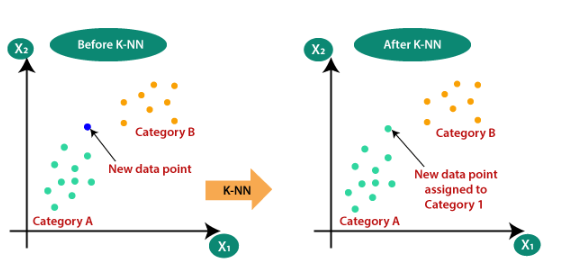 Before K-NN
X2
Category B
New data point
Category A
X1
K-NN
After K-NN
X2
Category B
New data point
assigned to
Category 1
Category A
X1